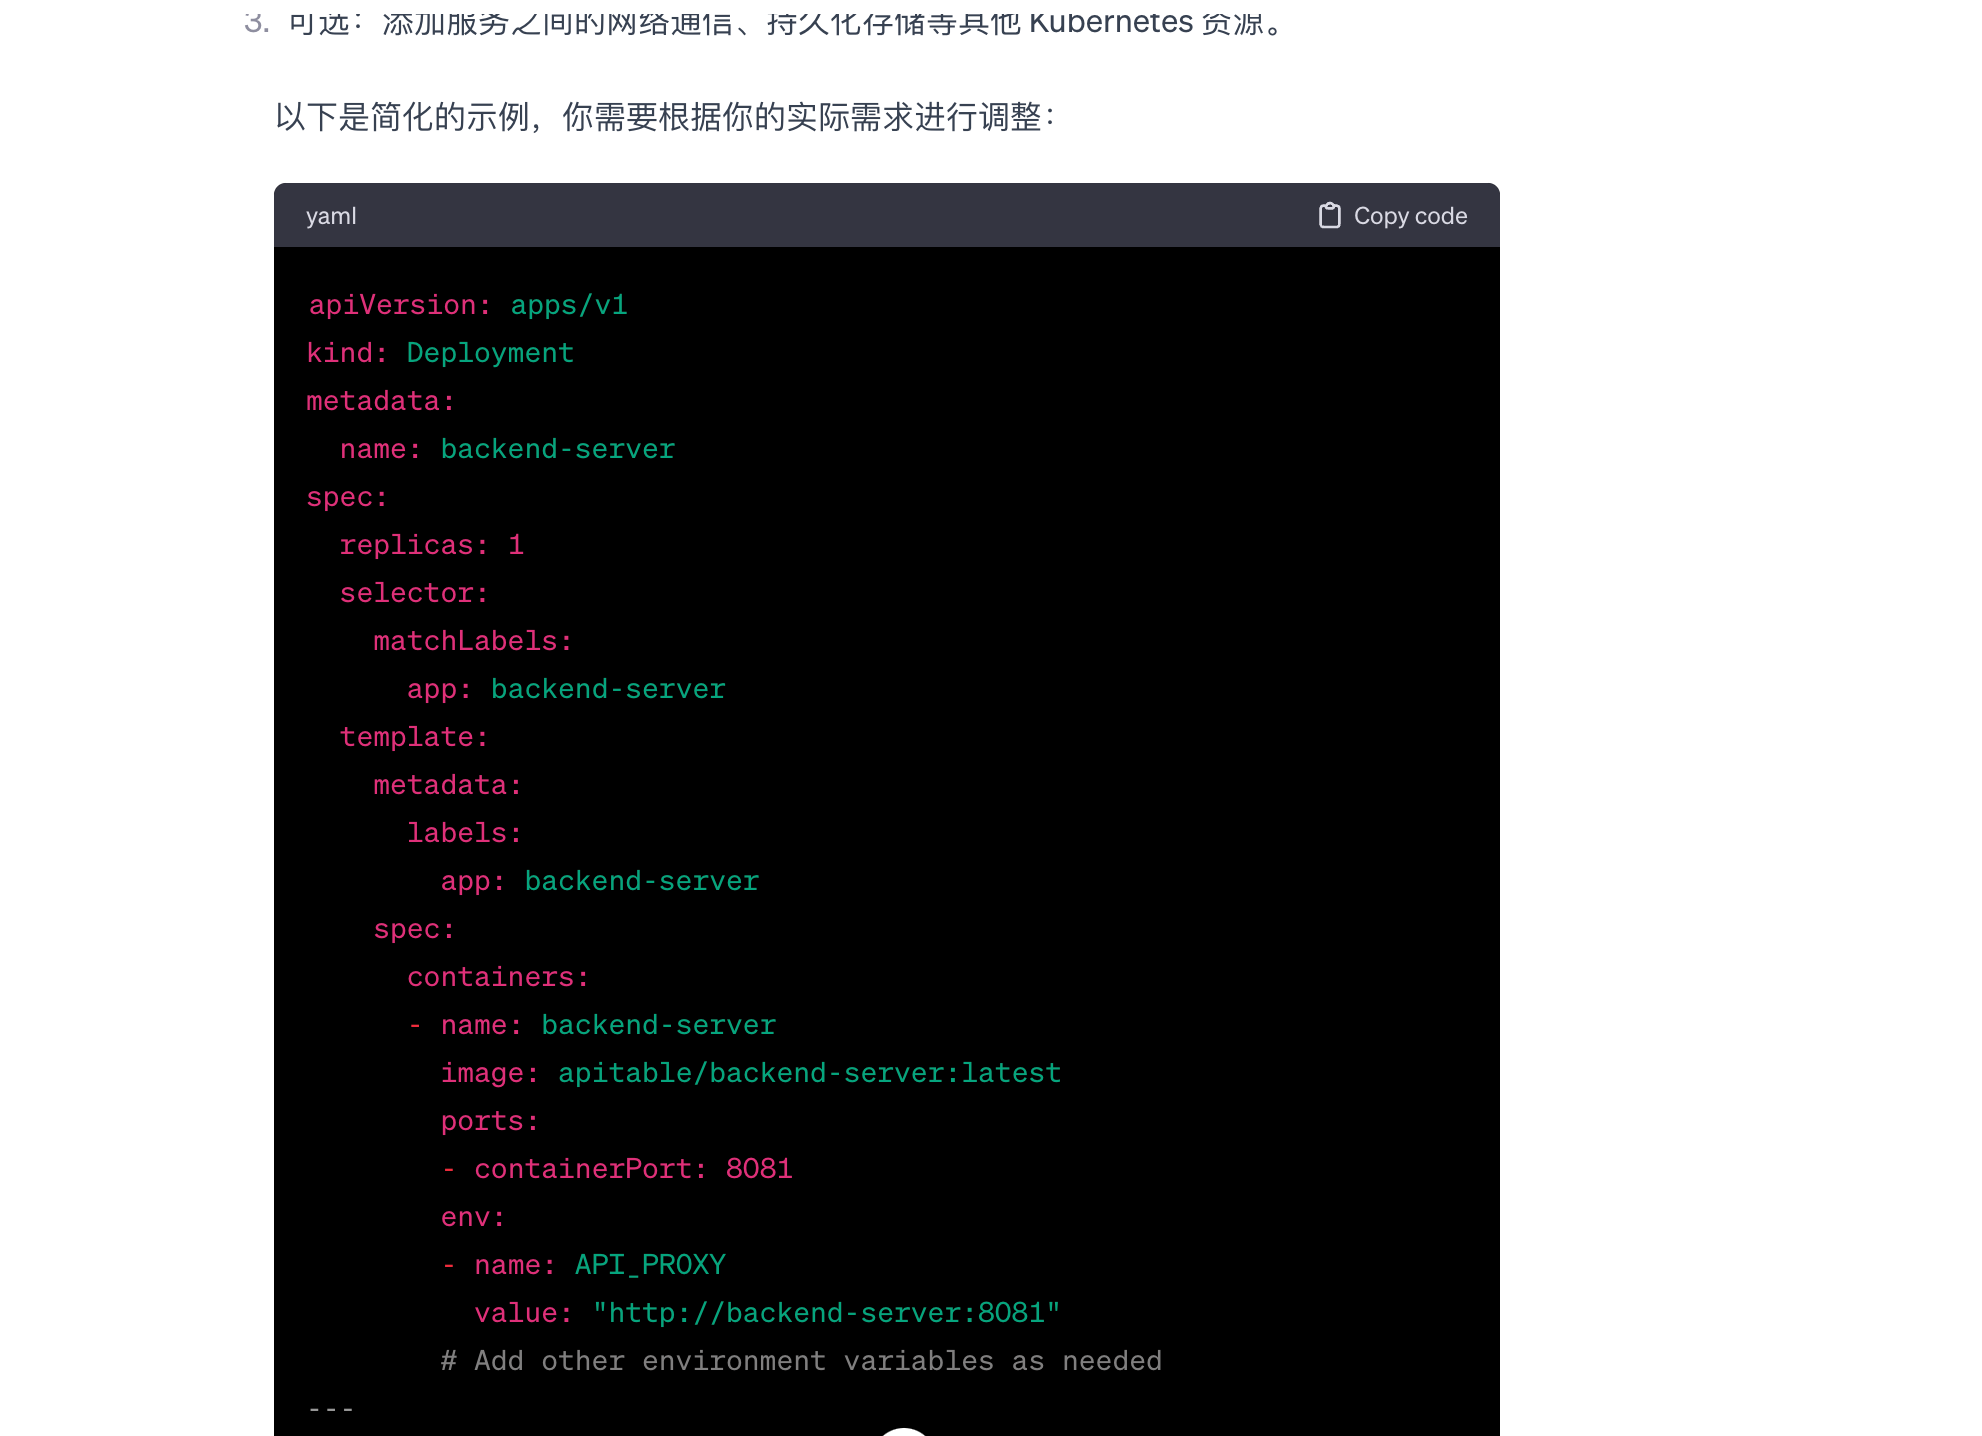 3. 可选：添加服务之间的网络通信、持久化存储等其他 Kubernetes 资源。
以下是简化的示例，你需要根据你的实际需求进行调整：
yaml
Copy code
apiVersion: apps/v1
kind: Deployment
metadata:
  name: backend-server
spec:
  replicas: 1
  selector:
    matchLabels:
      app: backend-server
  template:
    metadata:
      labels:
        app: backend-server
    spec:
      containers:
      - name: backend-server
        image: apitable/backend-server:latest
        ports:
        - containerPort: 8081
        env:
        - name: API_PROXY
          value: "http://backend-server:8081"
        # Add other environment variables as needed
---